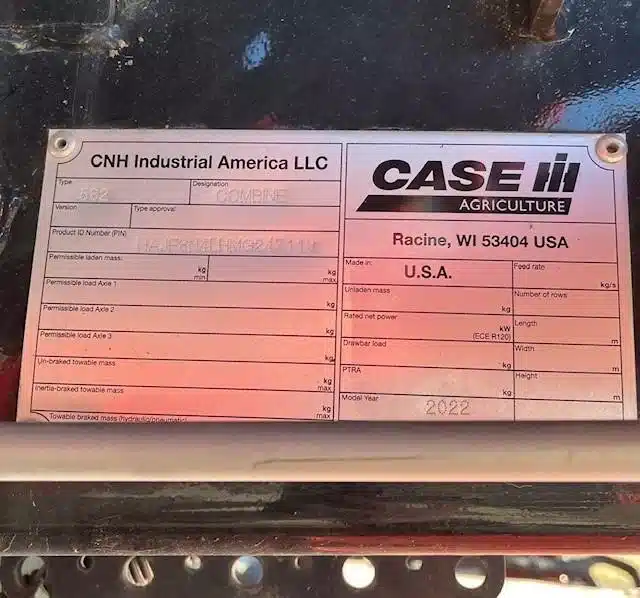 CNH Industrial America LLC
Type
Designation
COMBINE
Version
Type approval
Product ID Number (PIN)
Permissible laden mass:
kg
min
kg
max
Permissible load Axle 1
kg
Permissible load Axle 2
kg
Permissible load Axle 3
kg
Un-braked towable mass
kg
max
Inertia-braked towable mass
kg
max
Towable braked mass (hydraulic/pneumatic)
CASE IH
AGRICULTURE
Racine, WI 53404 USA
Made in:
U.S.A.
Feed rate
kg/s
Unladen mass
kg
Number of rows
Rated net power
kW
(ECE R120)
Length
m
Drawbar load
kg
Width
m
PTRA
kg
Height
m
Model Year
2022